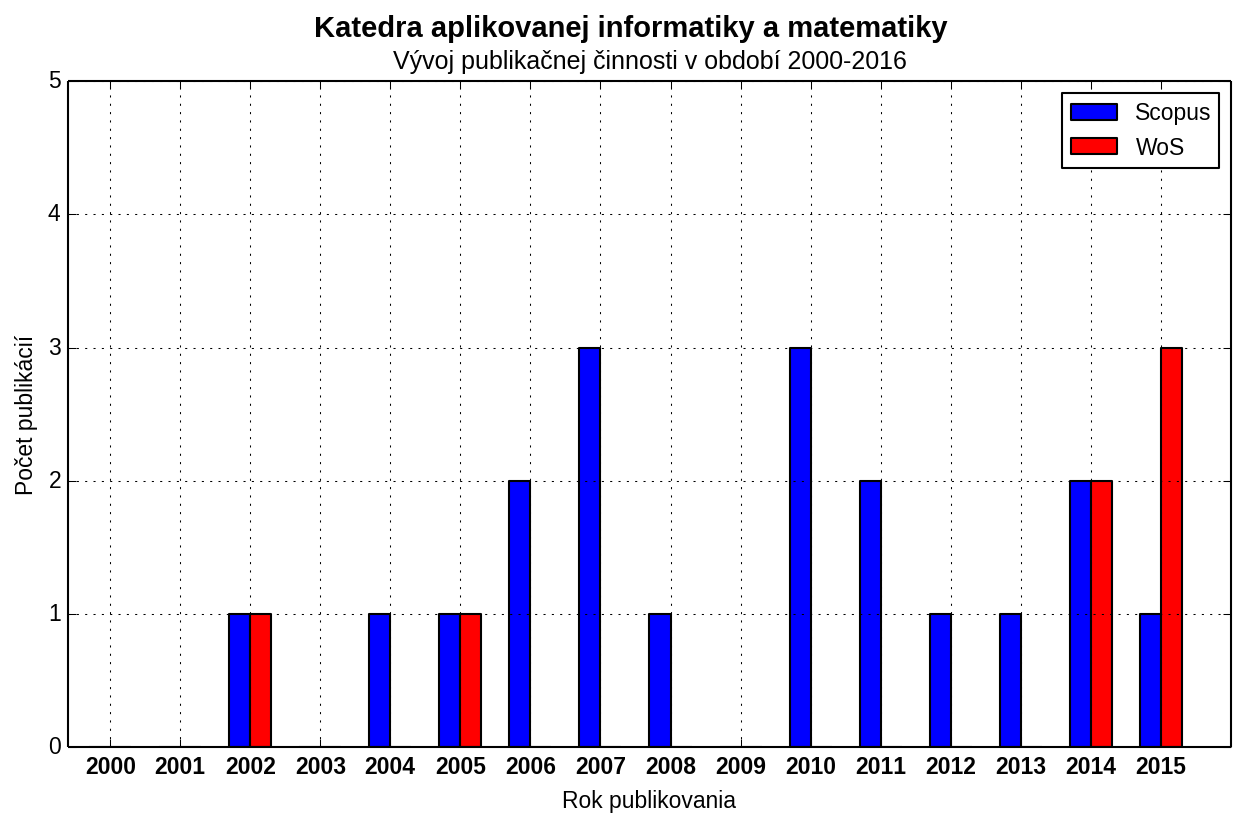 Katedra aplikovanej informatiky a matematiky
Vývoj publikačnej činnosti v období 2000-2016
Scopus
WoS
5
4
3
2
1
0
Počet publikácií
2000 2001 2002 2003 2004 2005 2006 2007 2008 2009 2010 2011 2012 2013 2014 2015
Rok publikovania